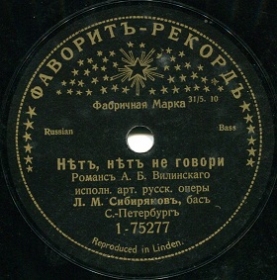 ФАВОРИТЪ-РЕКОРДЪ
Фабричная Марка 31/5. 10
Russian Bass
Нѣтъ, нѣтъ не говори
Романсъ А. Б. Вилинскаго
исполн. арт. русск. оперы
Л. М. Сибиряковъ, басъ
С.-Петербургъ
1-75277
Reproduced in Linden.